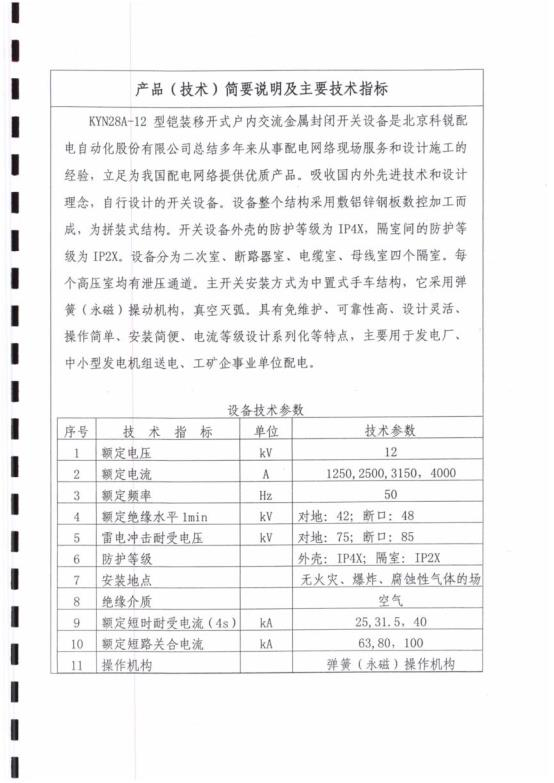 产品(技术)简要说明及主要技术指标
KYN28A-12 型铠装移开式户内交流金属封闭开关设备是北京科锐配
电自动化股份有限公司总结多年来从事配电网络现场服务和设计施工的
经验，立足为我国配电网络提供优质产品。吸收国内外先进技术和设计
理念，自行设计的开关设备。设备整个结构采用敷铝锌钢板数控加工而
成，为拼装式结构。开关设备外壳的防护等级为 IP4X，隔室间的防护等
级为 IP2X。设备分为二次室、断路器室、电缆室、母线室四个隔室。每
个高压室均有泄压通道。主开关安装方式为中置式手车结构，它采用弹
簧(永磁)操动机构，真空灭弧。具有免维护、可靠性高、设计灵活、
操作简单、安装简便、电流等级设计系列化等特点，主要用于发电厂、
中小型发电机组送电、工矿企事业单位配电。
设备技术参数
序号 技 术 指 标 单位 技术参数
1 额定电压 kV 12
2 额定电流 A 1250,2500,3150，4000
3 额定频率 Hz 50
4 额定绝缘水平 1min kV 对地：42；断口：48
5 雷电冲击耐受电压 kV 对地：75；断口：85
6 防护等级 外壳：IP4X；隔室：IP2X
7 安装地点 无火灾、爆炸、腐蚀性气体的场
8 绝缘介质 空气
9 额定短时耐受电流(4s) kA 25,31.5，40
10 额定短路关合电流 kA 63,80，100
11 操作机构 弹簧(永磁)操作机构